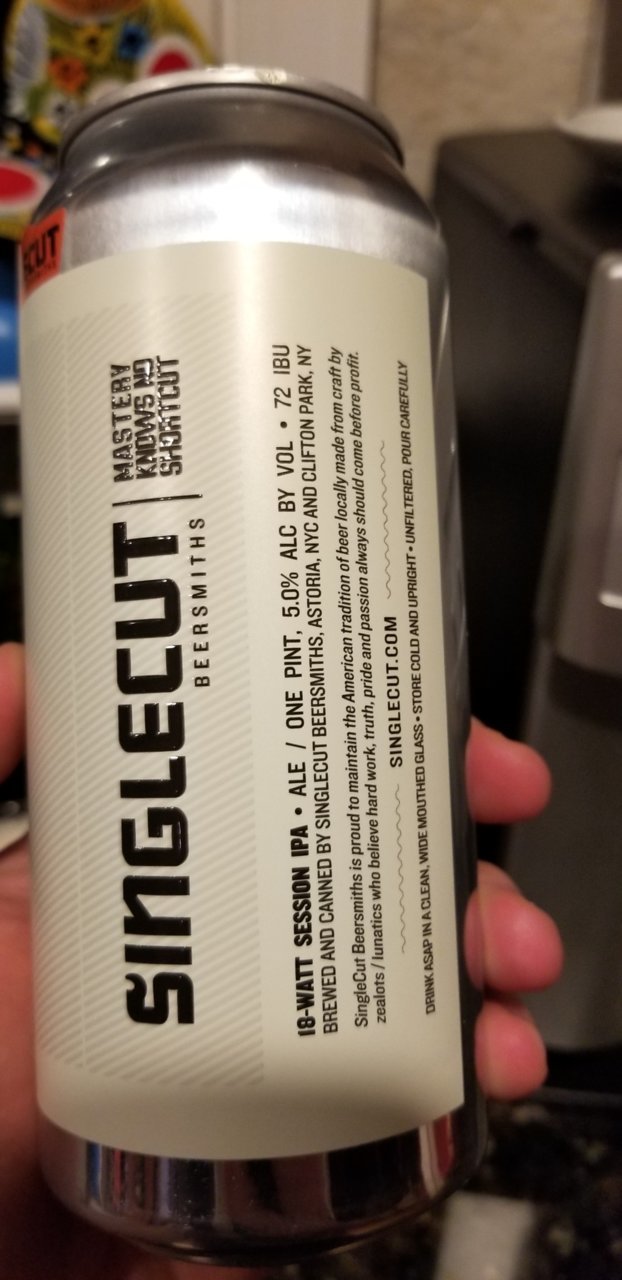 SINGLECUT
BEERSMITHS
MASTERY
KNOWS NO
SHORTCUT
18-WATT SESSION IPA • ALE / ONE PINT, 5.0% ALC BY VOL • 72 IBU
BREWED AND CANNED BY SINGLECUT BEERSMITHS, ASTORIA, NYC AND CLIFTON PARK, NY
SingleCut Beersmiths is proud to maintain the American tradition of beer locally made from craft by
zealots / lunatics who believe hard work, truth, pride and passion always should come before profit.
SINGLECUT.COM
DRINK ASAP IN A CLEAN, WIDE MOUTHED GLASS • STORE COLD AND UPRIGHT • UNFILTERED, POUR CAREFULLY
CUT